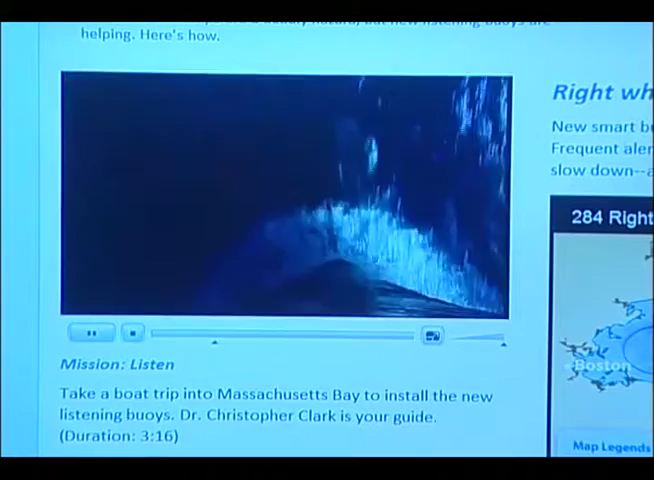 helping. Here's how.
Right wh
New smart bu
Frequent aler
slow down--a
284 Right
Boston
Mission: Listen
Take a boat trip into Massachusetts Bay to install the new
listening buoys. Dr. Christopher Clark is your guide.
(Duration: 3:16)
Map Legends